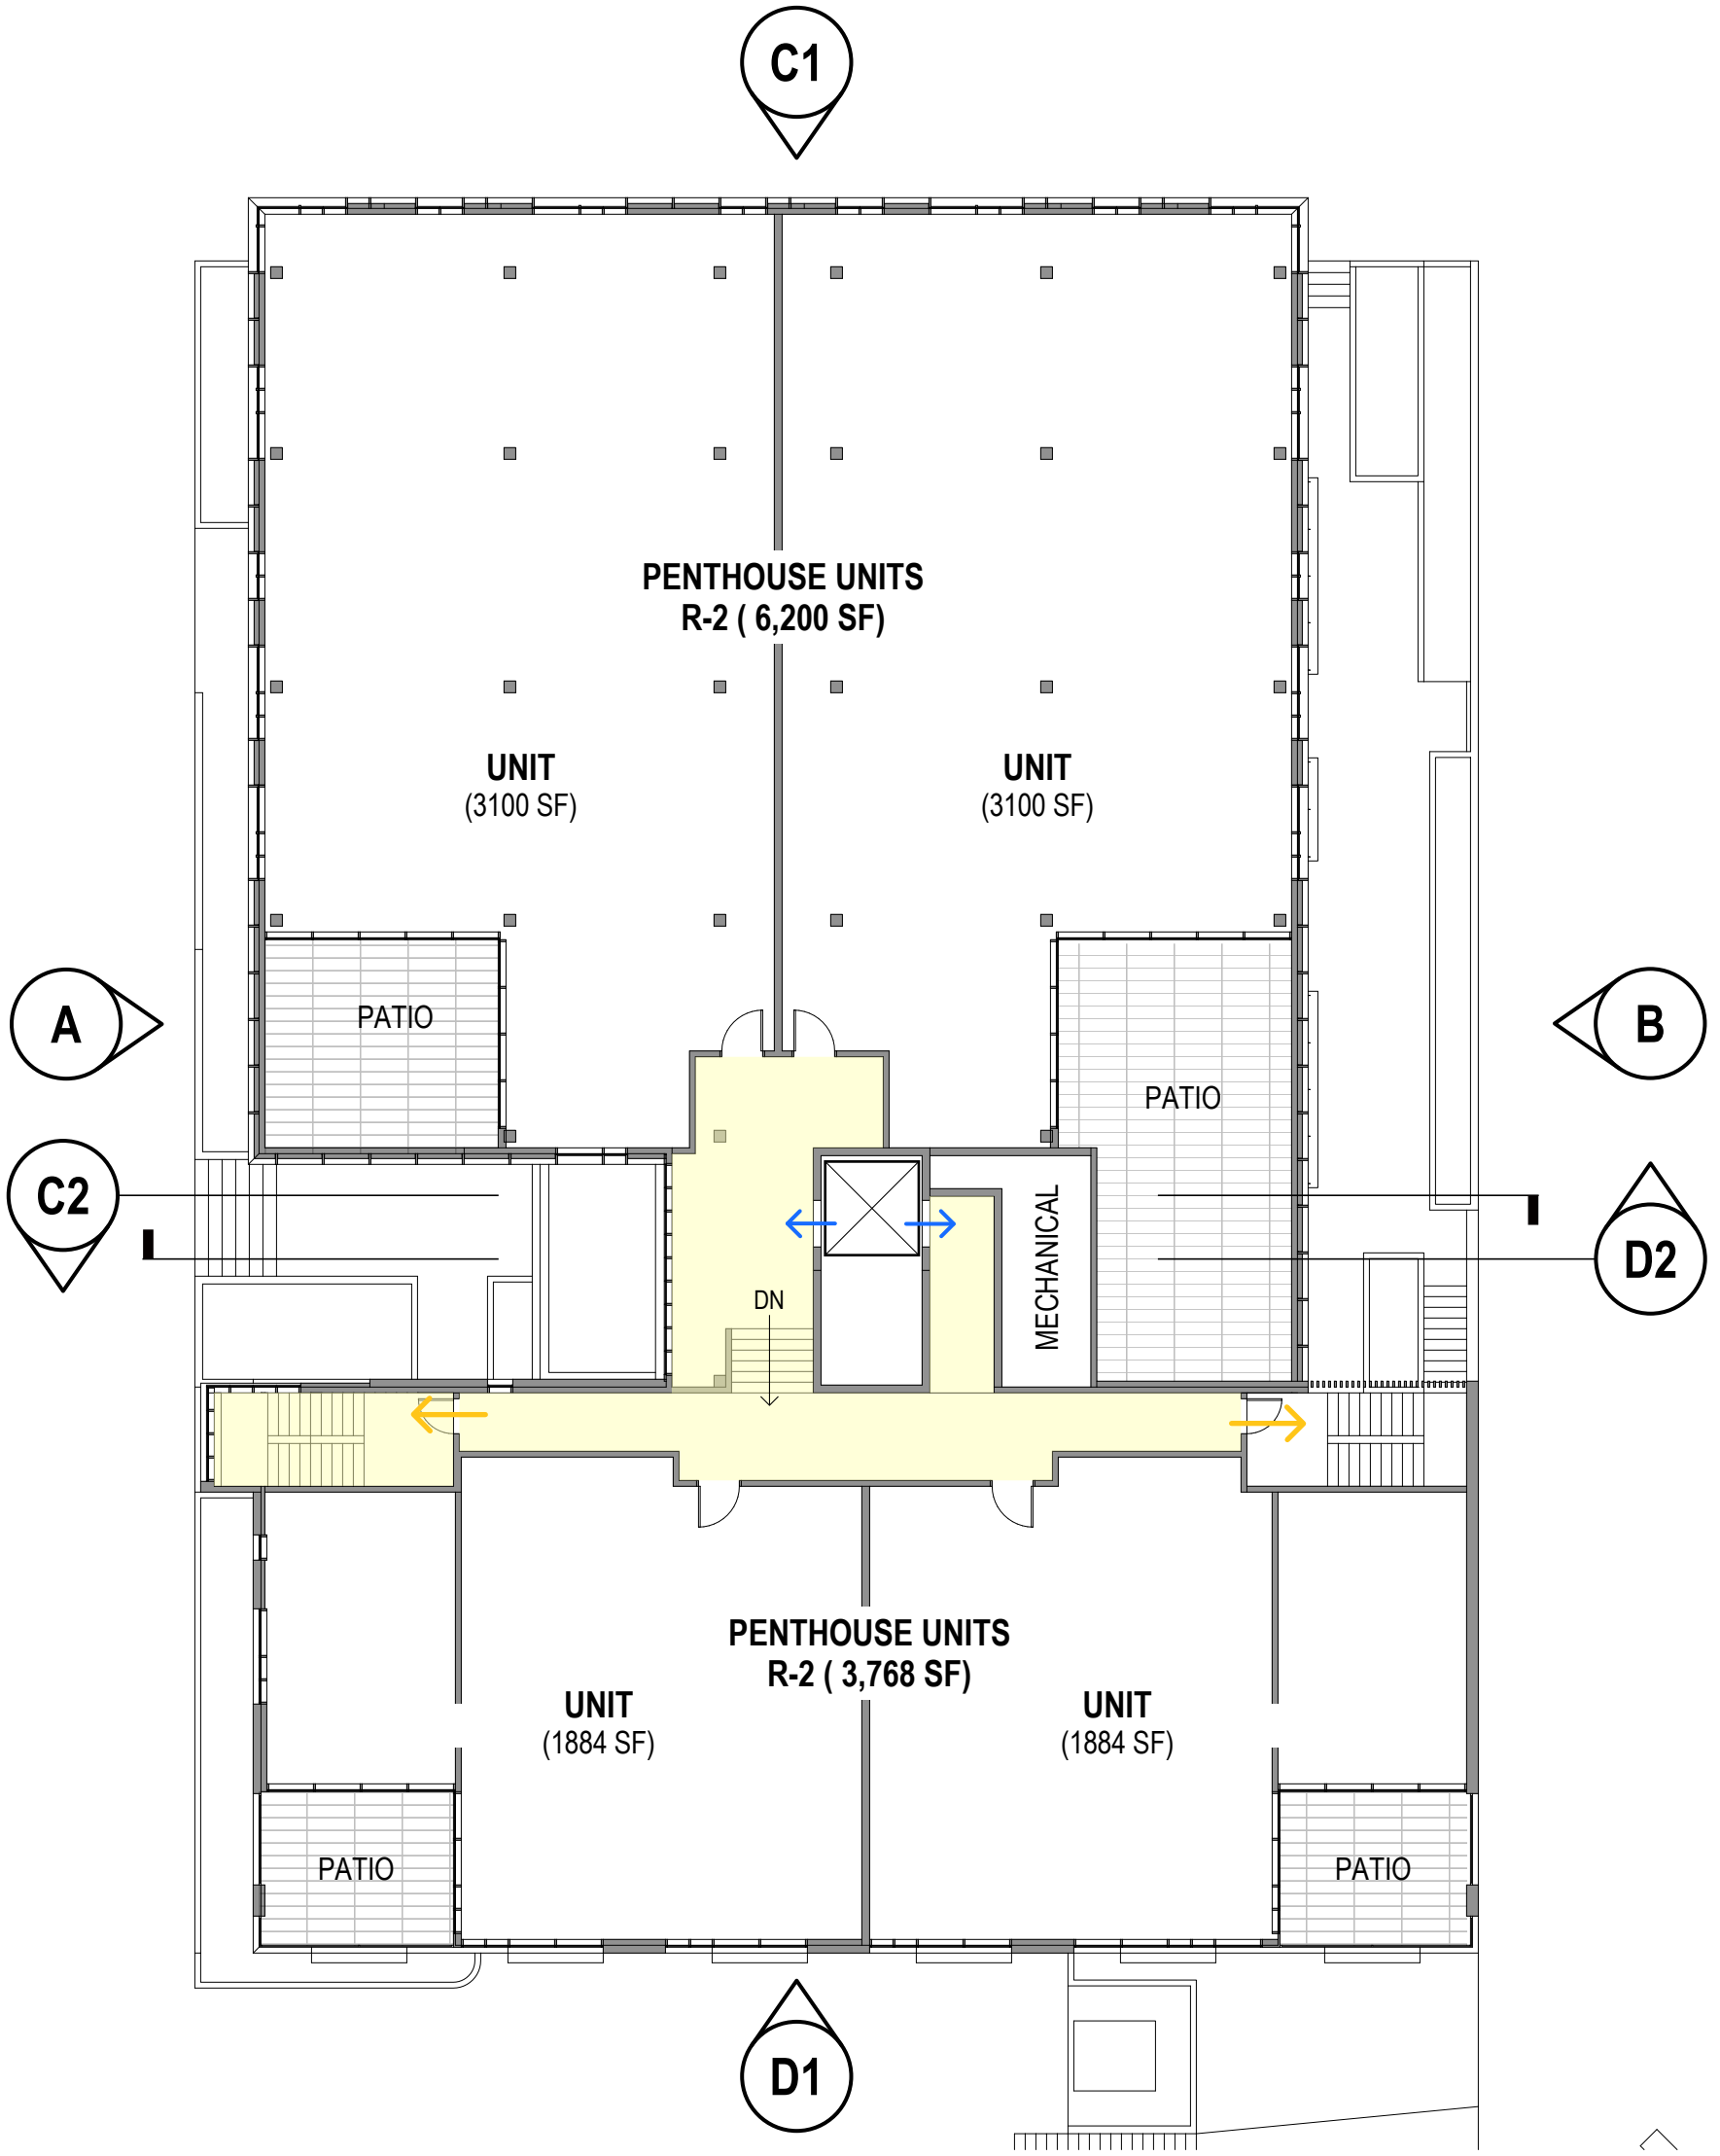 C1
PENTHOUSE UNITS
R-2 ( 6,200 SF)
UNIT
(3100 SF)
UNIT
(3100 SF)
PATIO
A
B
PATIO
C2
MECHANICAL
D2
DN
PENTHOUSE UNITS
R-2 ( 3,768 SF)
UNIT
(1884 SF)
UNIT
(1884 SF)
PATIO
PATIO
D1